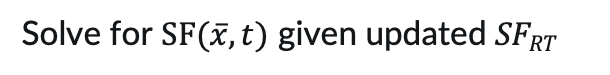 Solve for SF(x̄, t) given updated SF_RT